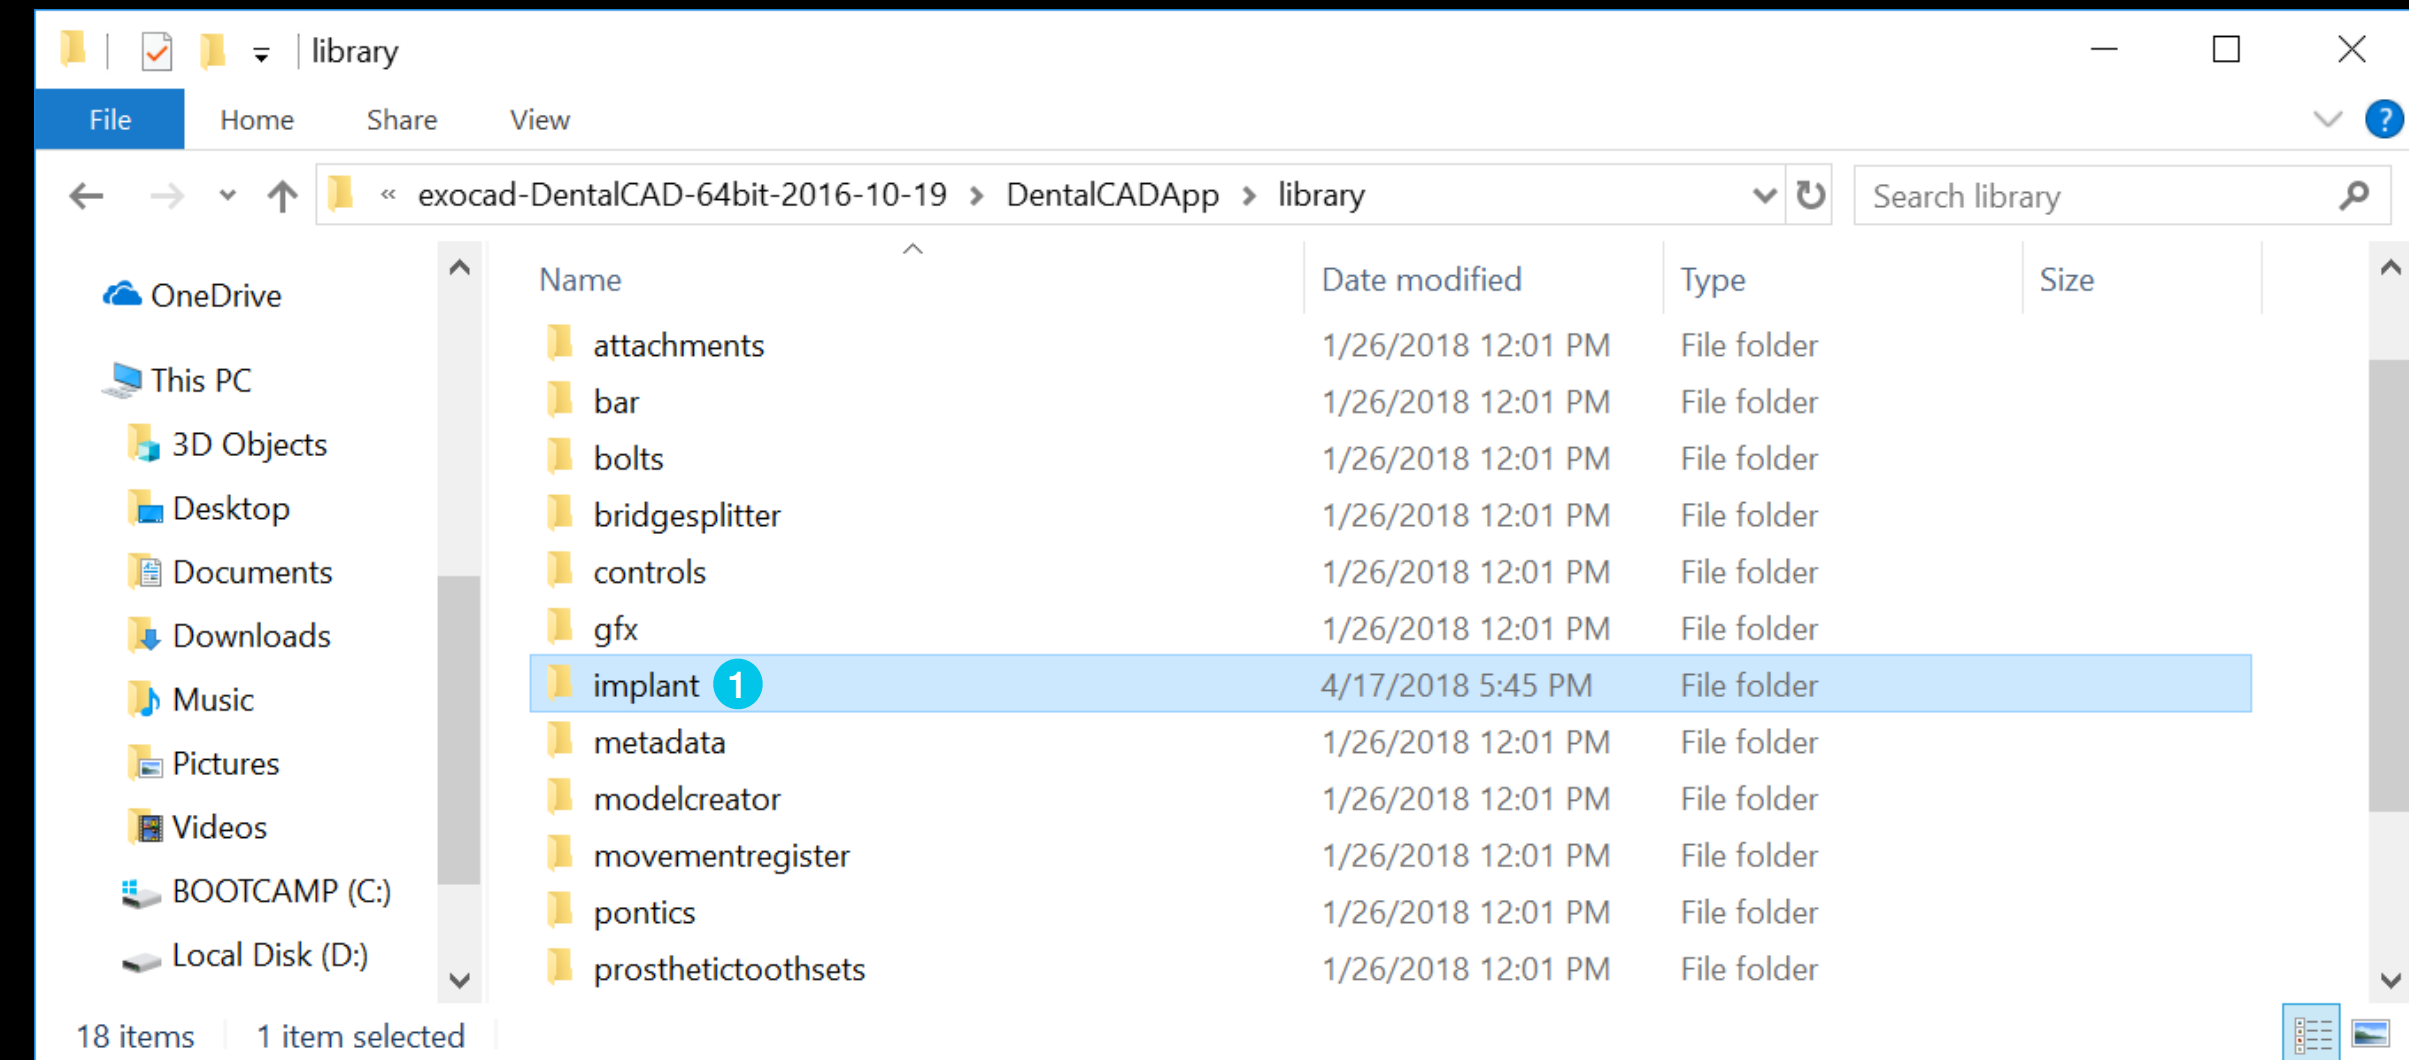 library
File Home Share View
« exocad-DentalCAD-64bit-2016-10-19 > DentalCADApp > library
Search library
OneDrive
This PC
3D Objects
Desktop
Documents
Downloads
Music
Pictures
Videos
BOOTCAMP (C:)
Local Disk (D:)
Name Date modified Type Size
attachments 1/26/2018 12:01 PM File folder
bar 1/26/2018 12:01 PM File folder
bolts 1/26/2018 12:01 PM File folder
bridgesplitter 1/26/2018 12:01 PM File folder
controls 1/26/2018 12:01 PM File folder
gfx 1/26/2018 12:01 PM File folder
implant 1 4/17/2018 5:45 PM File folder
metadata 1/26/2018 12:01 PM File folder
modelcreator 1/26/2018 12:01 PM File folder
movementregister 1/26/2018 12:01 PM File folder
pontics 1/26/2018 12:01 PM File folder
prosthetictoothsets 1/26/2018 12:01 PM File folder
18 items 1 item selected